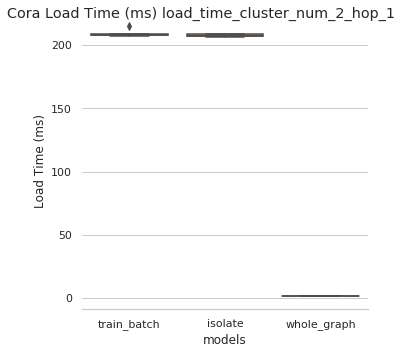 Cora Load Time (ms) load_time_cluster_num_2_hop_1
200
150
100
50
0
Load Time (ms)
train_batch
isolate
whole_graph
models